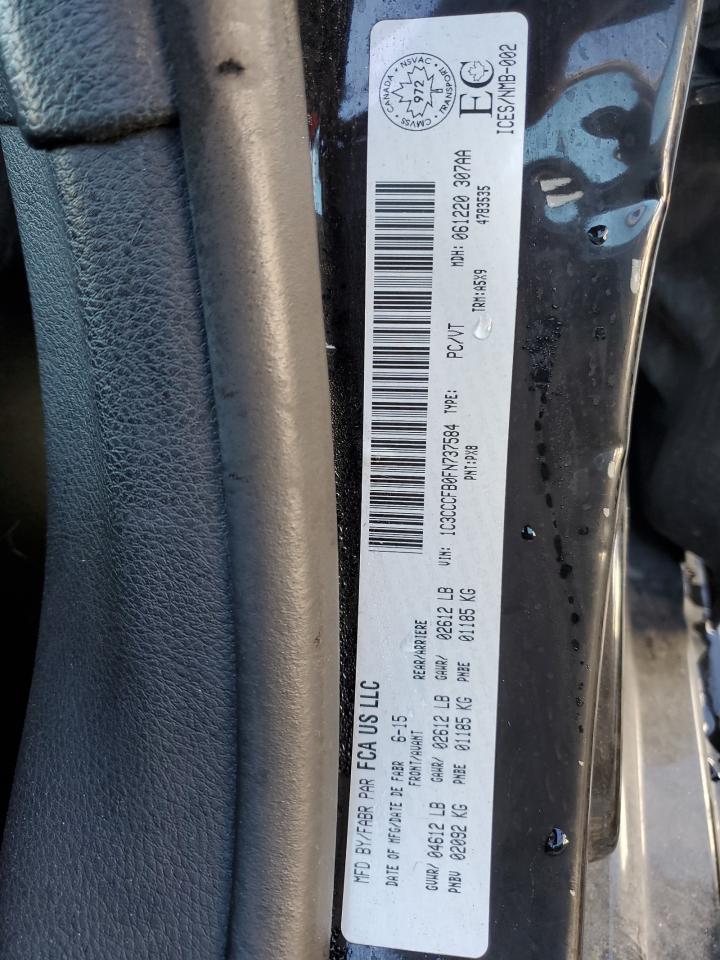 MFD BY/FABR PAR FCA US LLC
DATE OF MFG/DATE DE FABR 6-15
FRONT/AVANT REAR/ARRIERE
GVWR/ 04612 LB GAWR/ 02612 LB GAWR/ 02612 LB
PNBV 02092 KG PNBE 01185 KG PNBE 01185 KG
VIN: 1C3CCCFB0FN737584 TYPE: PC/VT MDH: 061220 307AA
PNT:PX8 TRM:A5X9 4783535
CANADA NSVAC TRANSPORT CMVSS
972
EC
ICES/NMB-002